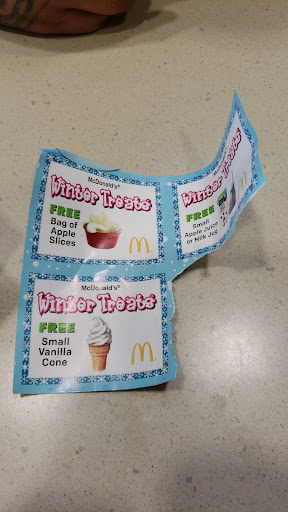 McDonald's®
Winter Treats
FREE
Bag of
Apple
Slices
Winter Treats
FREE
Small
Apple Juice
or Milk Jug
McDonald's®
Winter Treats
FREE
Small
Vanilla
Cone